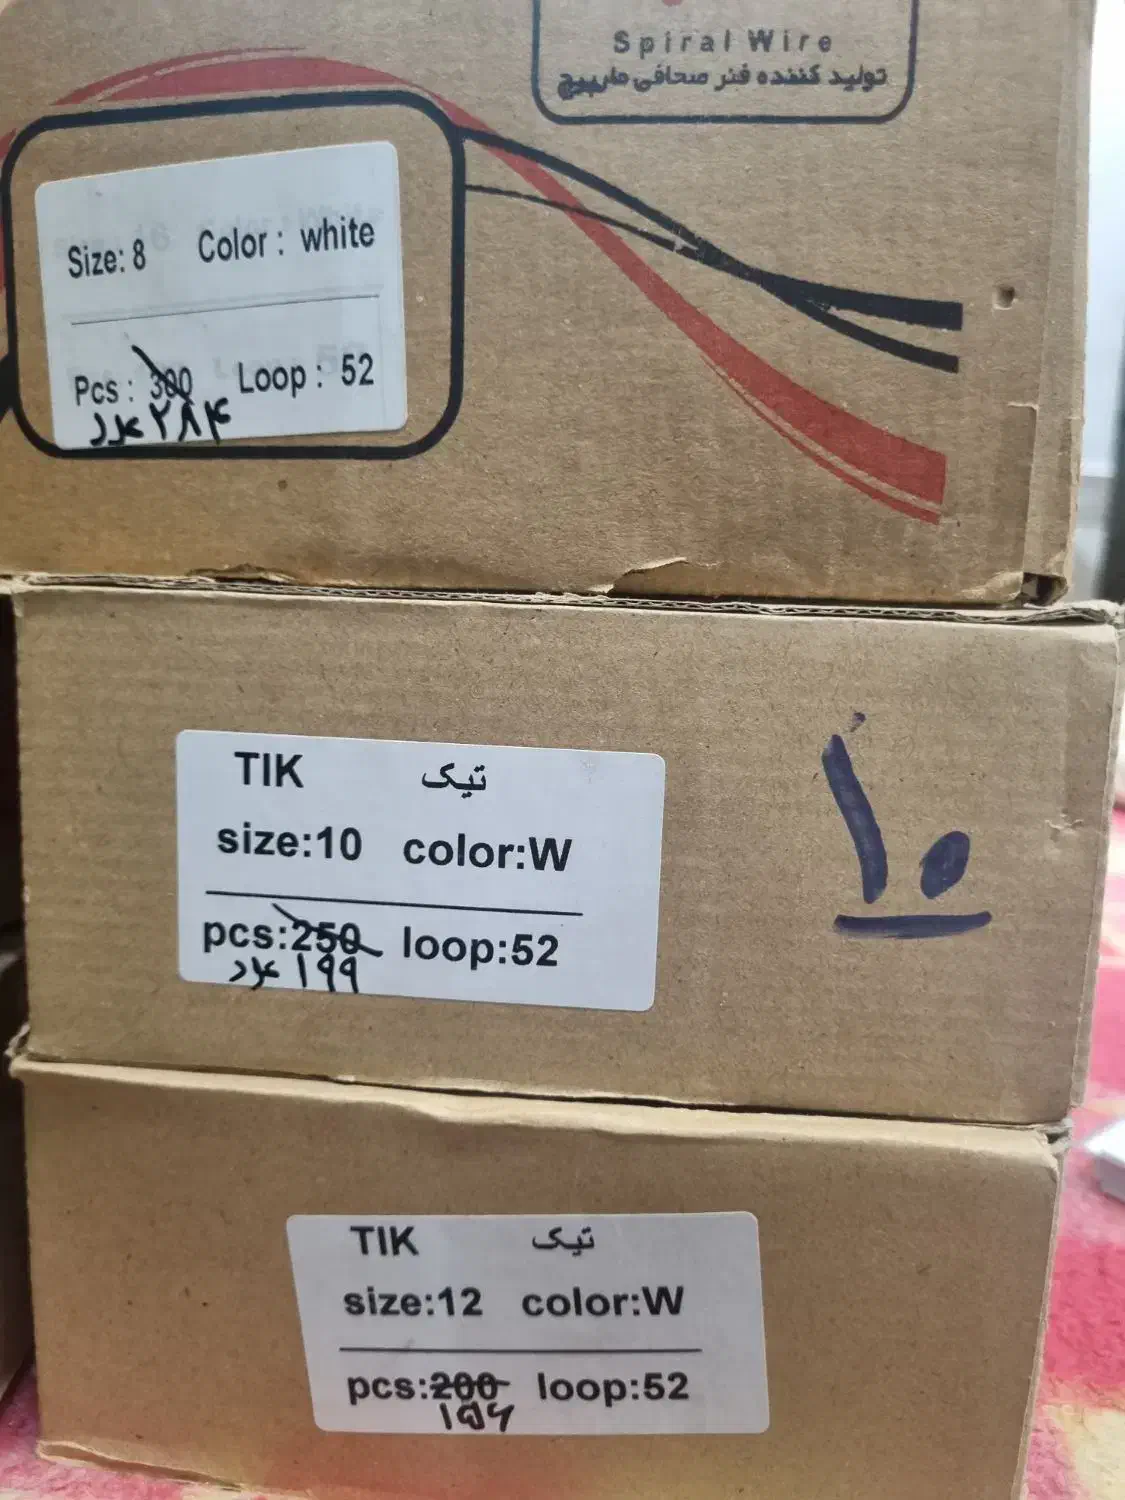 Spiral Wire
تولید کننده فنر صحافی مارپیچ
Size: 8 Color : white
Pcs : 300 Loop : 52
۲۸۴ عدد
TIK تیک
size:10 color:W
pcs:250 loop:52
۱۹۹ عدد
۱۰
TIK تیک
size:12 color:W
pcs:200 loop:52
۱۵۶